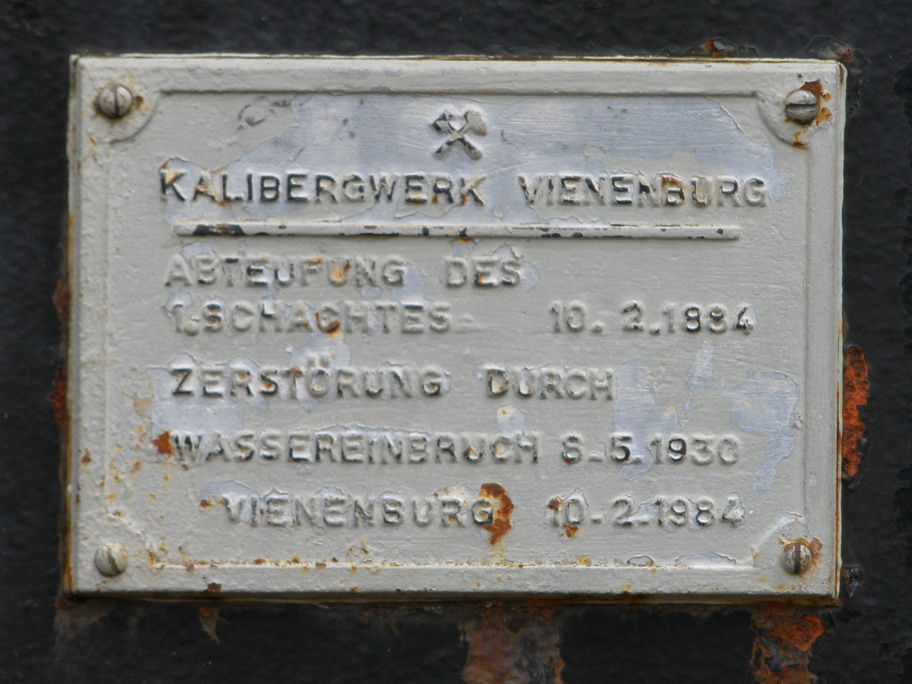 KALIBERGWERK VIENENBURG
ABTEUFUNG DES
1.SCHACHTES 10.2.1884
ZERSTÖRUNG DURCH
WASSEREINBRUCH 8.5.1930
VIENENBURG 10.2.1984